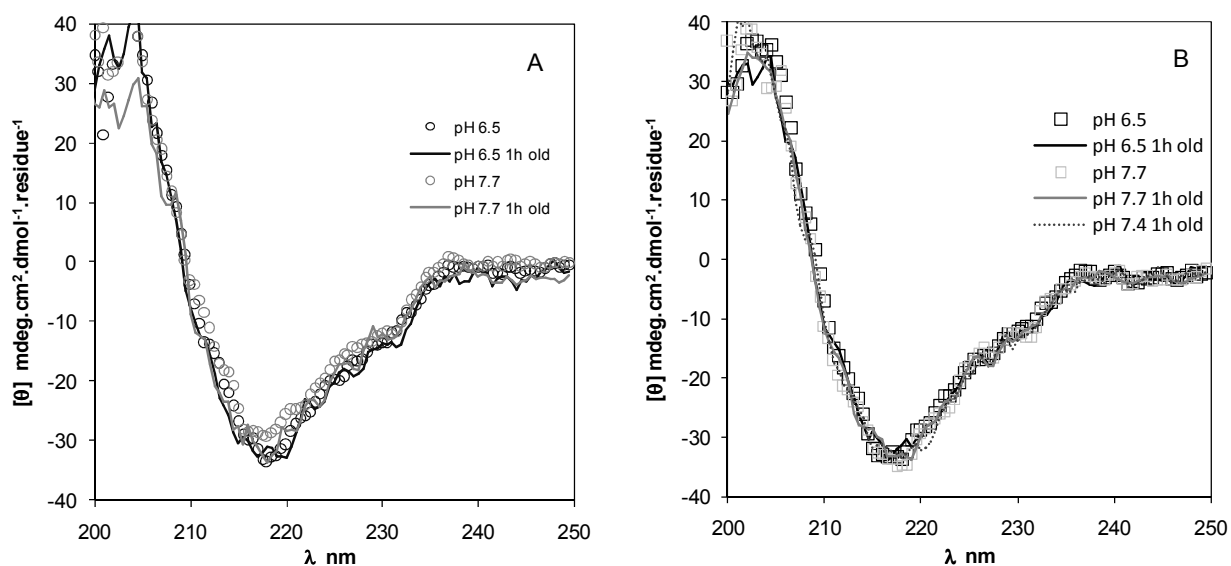 A
[θ] mdeg.cm².dmol⁻¹.residue⁻¹
40
30
20
10
0
-10
-20
-30
-40
pH 6.5
pH 6.5 1h old
pH 7.7
pH 7.7 1h old
200 210 220 230 240 250
λ nm
B
[θ] mdeg.cm².dmol⁻¹.residue⁻¹
40
30
20
10
0
-10
-20
-30
-40
pH 6.5
pH 6.5 1h old
pH 7.7
pH 7.7 1h old
pH 7.4 1h old
200 210 220 230 240 250
λ nm